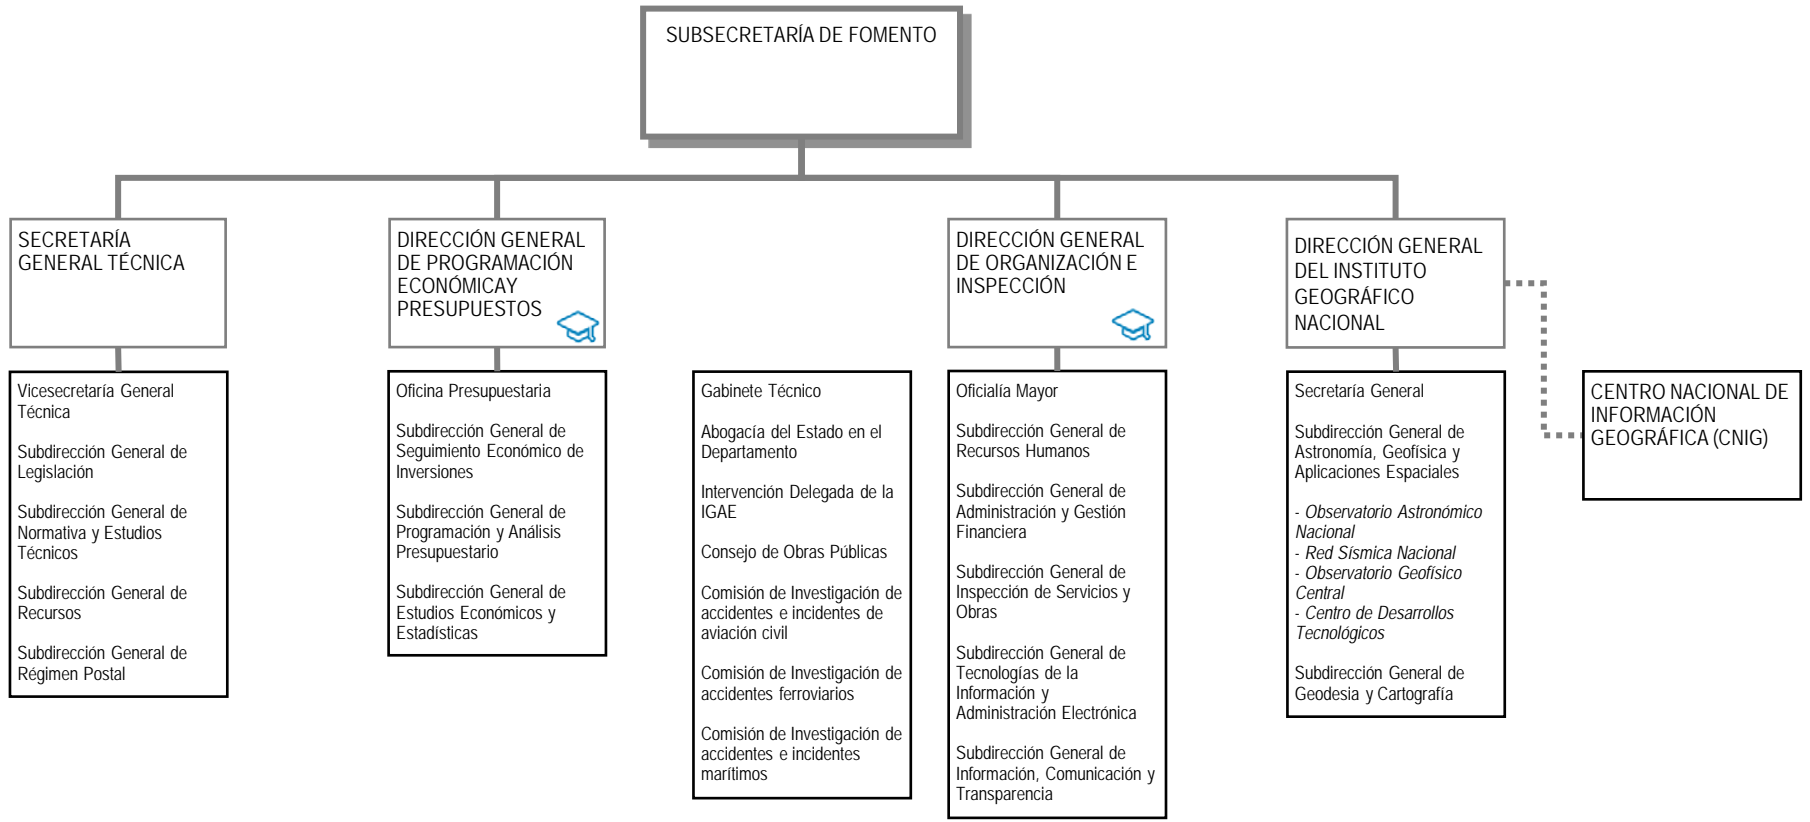 SUBSECRETARÍA DE FOMENTO
SECRETARÍA
GENERAL TÉCNICA
DIRECCIÓN GENERAL
DE PROGRAMACIÓN
ECONÓMICAY
PRESUPUESTOS
DIRECCIÓN GENERAL
DE ORGANIZACIÓN E
INSPECCIÓN
DIRECCIÓN GENERAL
DEL INSTITUTO
GEOGRÁFICO
NACIONAL
Vicesecretaría General
Técnica
Subdirección General de
Legislación
Subdirección General de
Normativa y Estudios
Técnicos
Subdirección General de
Recursos
Subdirección General de
Régimen Postal
Oficina Presupuestaria
Subdirección General de
Seguimiento Económico de
Inversiones
Subdirección General de
Programación y Análisis
Presupuestario
Subdirección General de
Estudios Económicos y
Estadísticas
Gabinete Técnico
Abogacía del Estado en el
Departamento
Intervención Delegada de la
IGAE
Consejo de Obras Públicas
Comisión de Investigación de
accidentes e incidentes de
aviación civil
Comisión de Investigación de
accidentes ferroviarios
Comisión de Investigación de
accidentes e incidentes
marítimos
Oficialía Mayor
Subdirección General de
Recursos Humanos
Subdirección General de
Administración y Gestión
Financiera
Subdirección General de
Inspección de Servicios y
Obras
Subdirección General de
Tecnologías de la
Información y
Administración Electrónica
Subdirección General de
Información, Comunicación y
Transparencia
Secretaría General
Subdirección General de
Astronomía, Geofísica y
Aplicaciones Espaciales
- Observatorio Astronómico
Nacional
- Red Sísmica Nacional
- Observatorio Geofísico
Central
- Centro de Desarrollos
Tecnológicos
Subdirección General de
Geodesia y Cartografía
CENTRO NACIONAL DE
INFORMACIÓN
GEOGRÁFICA (CNIG)